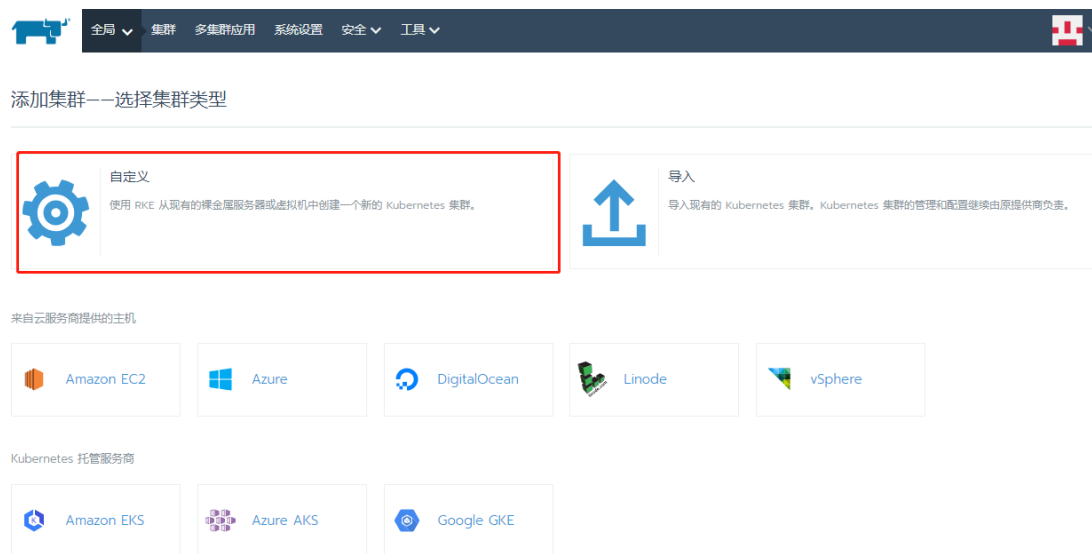 全局 集群 多集群应用 系统设置 安全 工具
添加集群——选择集群类型
自定义
使用 RKE 从现有的裸金属服务器或虚拟机中创建一个新的 Kubernetes 集群。
导入
导入现有的 Kubernetes 集群。Kubernetes 集群的管理和配置继续由原提供商负责。
来自云服务商提供的主机
Amazon EC2 Azure DigitalOcean Linode vSphere
Kubernetes 托管服务商
Amazon EKS Azure AKS Google GKE